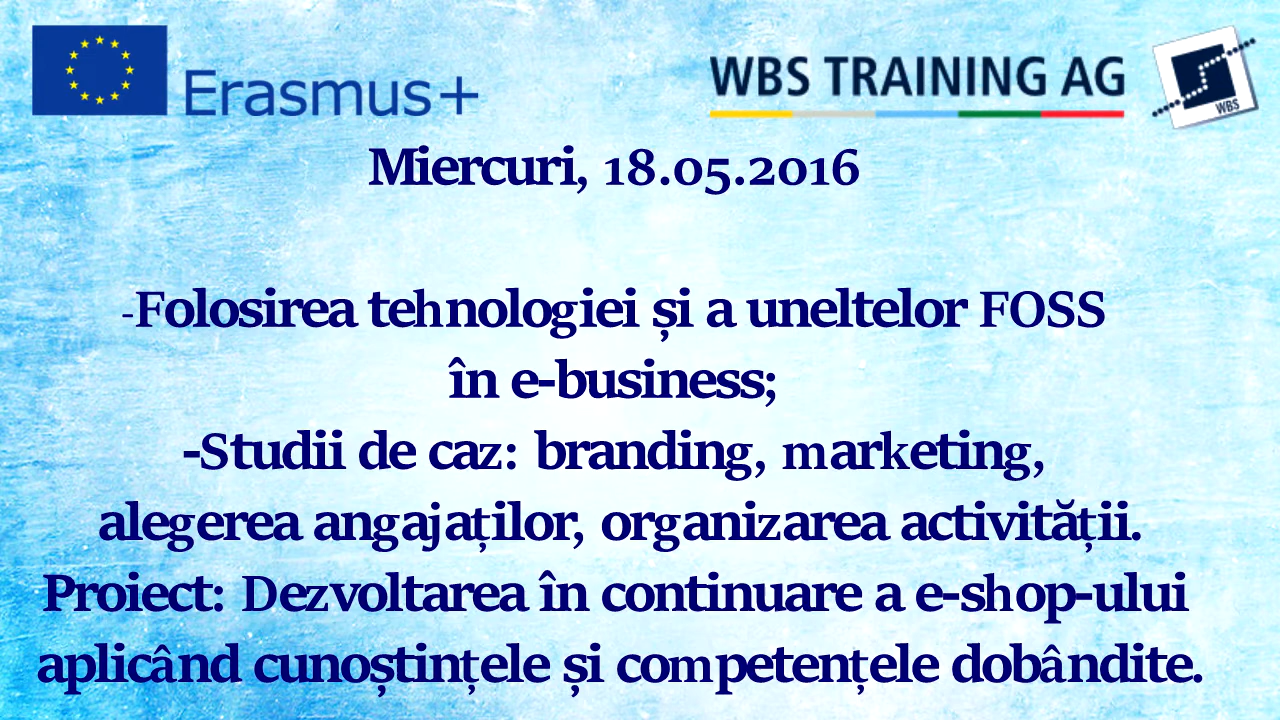 Erasmus+
WBS TRAINING AG
WBS
Miercuri, 18.05.2016
-Folosirea tehnologiei și a uneltelor FOSS
în e-business;
-Studii de caz: branding, marketing,
alegerea angajaților, organizarea activității.
Proiect: Dezvoltarea în continuare a e-shop-ului
aplicând cunoștințele și competențele dobândite.